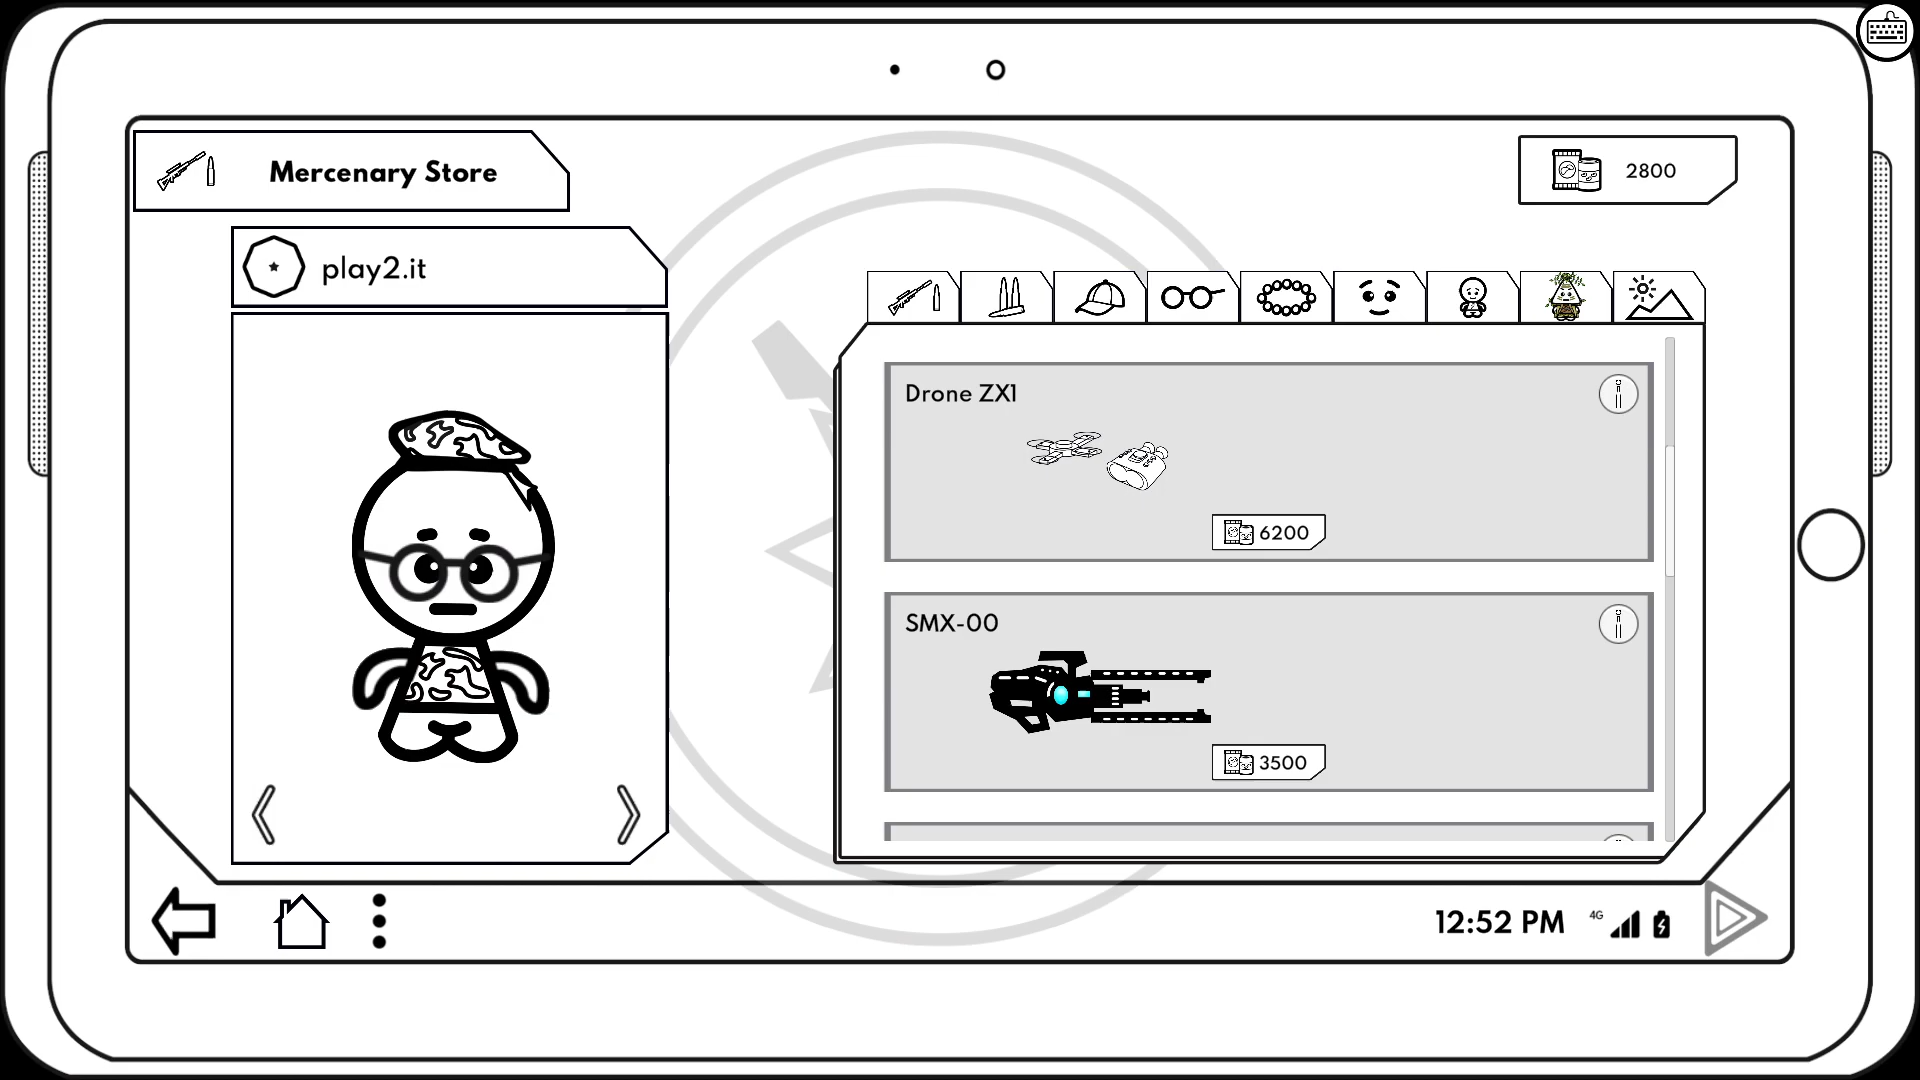 Mercenary Store
2800
play2.it
Drone ZX1
6200
SMX-00
3500
12:52 PM
4G